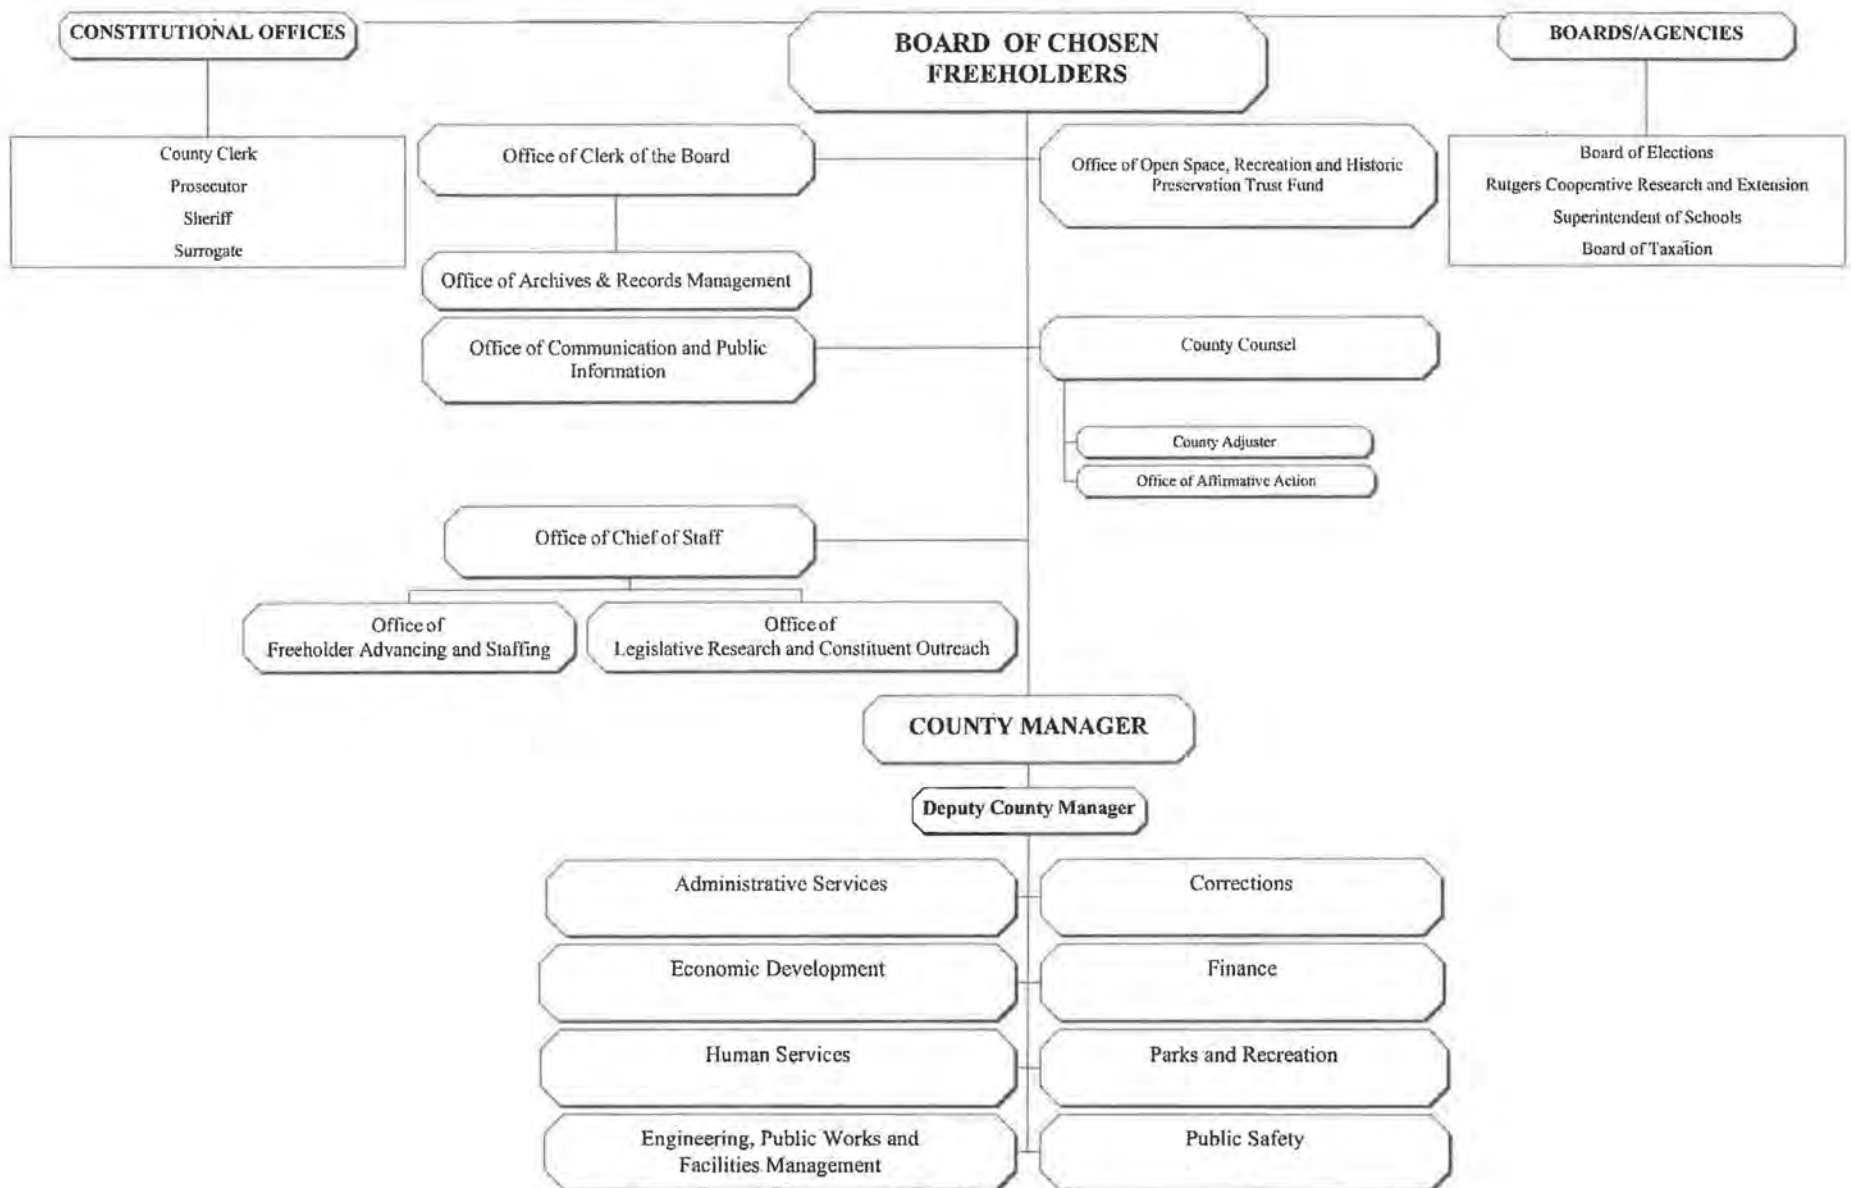 CONSTITUTIONAL OFFICES
BOARD OF CHOSEN
FREEHOLDERS
BOARDS/AGENCIES
County Clerk
Prosecutor
Sheriff
Surrogate
Office of Clerk of the Board
Office of Open Space, Recreation and Historic
Preservation Trust Fund
Board of Elections
Rutgers Cooperative Research and Extension
Superintendent of Schools
Board of Taxation
Office of Archives & Records Management
Office of Communication and Public
Information
County Counsel
County Adjuster
Office of Affirmative Action
Office of Chief of Staff
Office of
Freeholder Advancing and Staffing
Office of
Legislative Research and Constituent Outreach
COUNTY MANAGER
Deputy County Manager
Administrative Services
Corrections
Economic Development
Finance
Human Services
Parks and Recreation
Engineering, Public Works and
Facilities Management
Public Safety